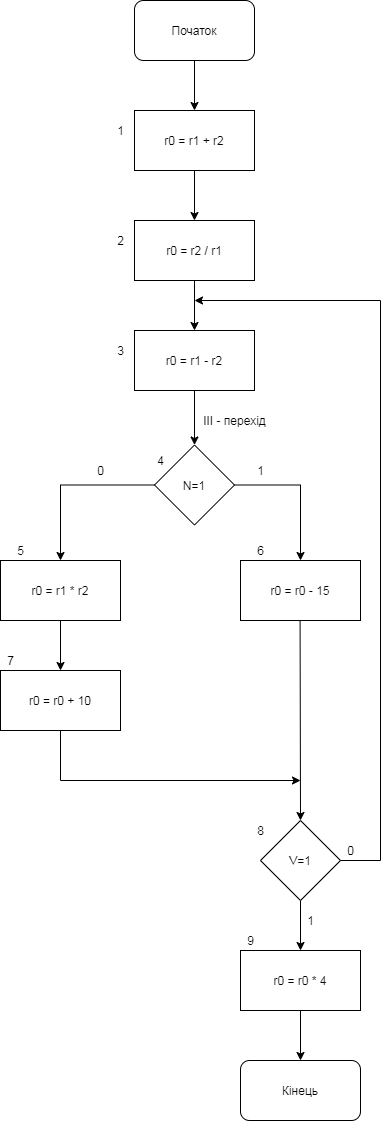 Початок
1
r0 = r1 + r2
2
r0 = r2 / r1
3
r0 = r1 - r2
III - перехід
4
0
1
N=1
5
6
r0 = r1 * r2
r0 = r0 - 15
7
r0 = r0 + 10
8
0
V=1
1
9
r0 = r0 * 4
Кінець